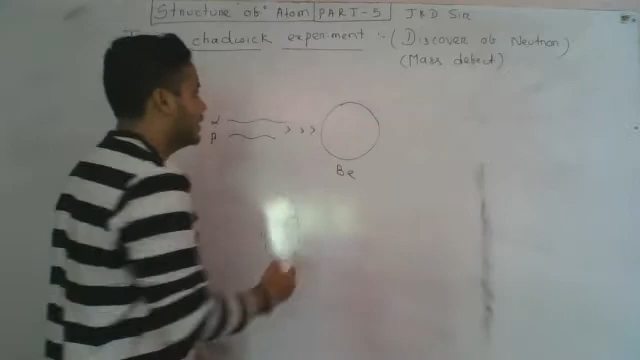 Structure of Atom PART-5 JKD Sir
chadwick experiment :- (Discover of Neutron)
(Mass defect)
α
β
Be